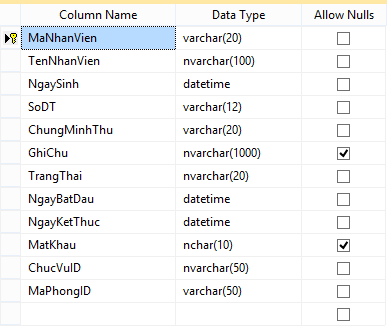 Column Name Data Type Allow Nulls
MaNhanVien varchar(20)
TenNhanVien nvarchar(100)
NgaySinh datetime
SoDT varchar(12)
ChungMinhThu varchar(20)
GhiChu nvarchar(1000)
TrangThai nvarchar(20)
NgayBatDau datetime
NgayKetThuc datetime
MatKhau nchar(10)
ChucVuID nvarchar(50)
MaPhongID varchar(50)